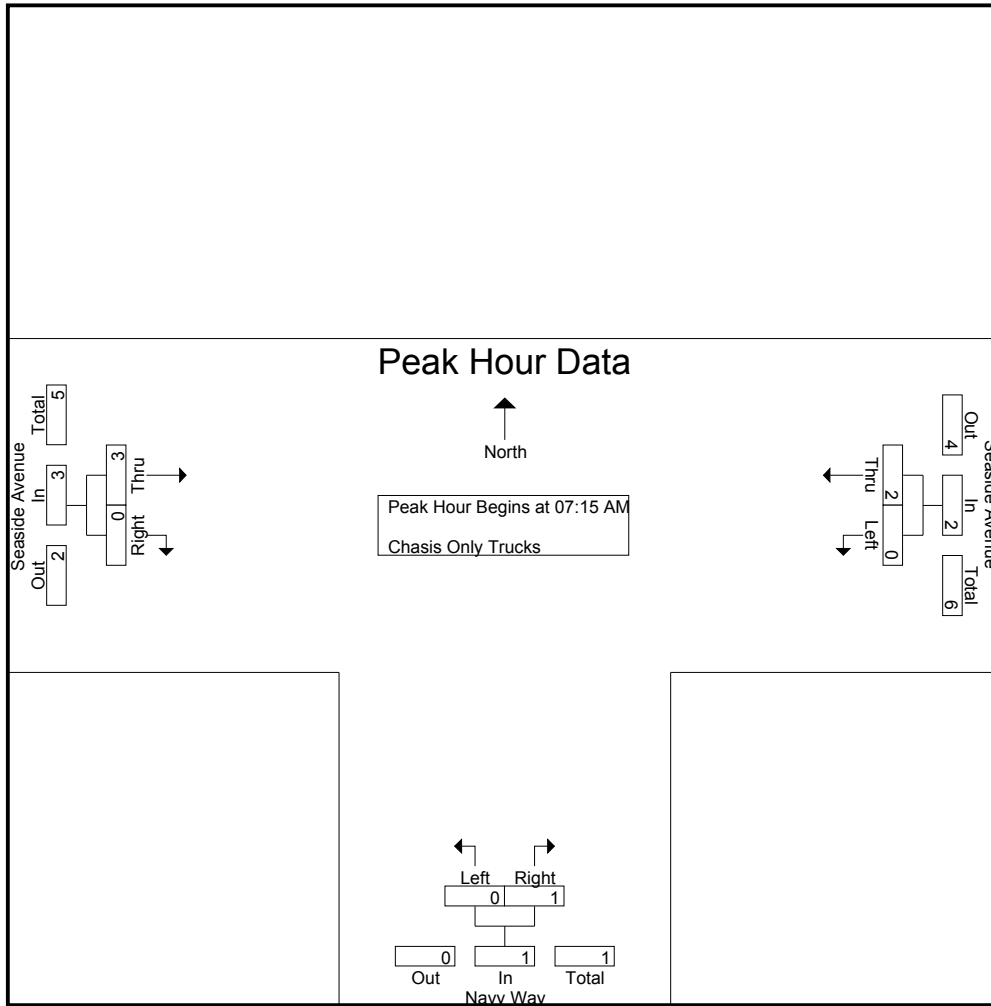 Peak Hour Data
North
Peak Hour Begins at 07:15 AM
Chasis Only Trucks
Seaside Avenue
Out In Total
2 3 5
Right Thru
0 3
Seaside Avenue
Out In Total
4 2 6
Thru Left
2 0
Left Right
0 1
0 1 1
Out In Total
Navy Way